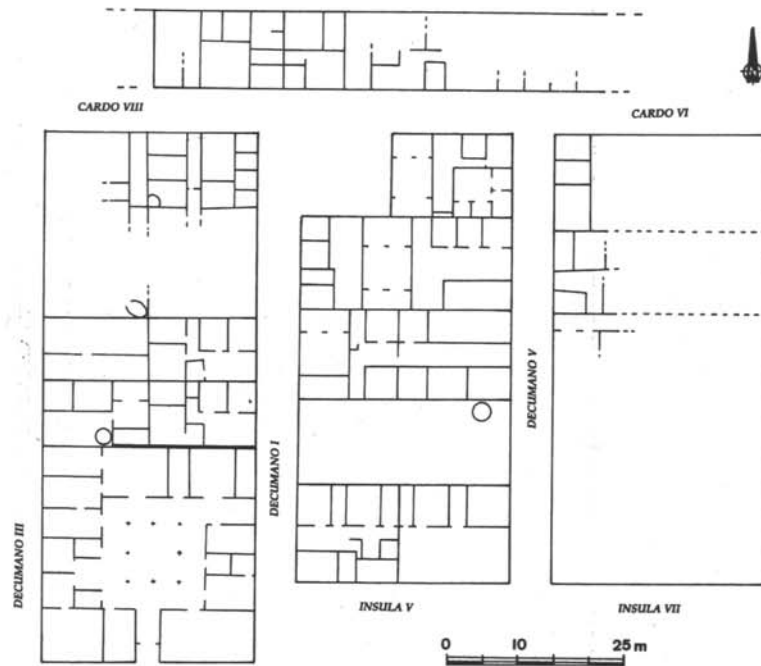 CARDO VIII
CARDO VI
DECUMANO III
DECUMANO I
DECUMANO V
INSULA V
INSULA VII
0 10 25 m